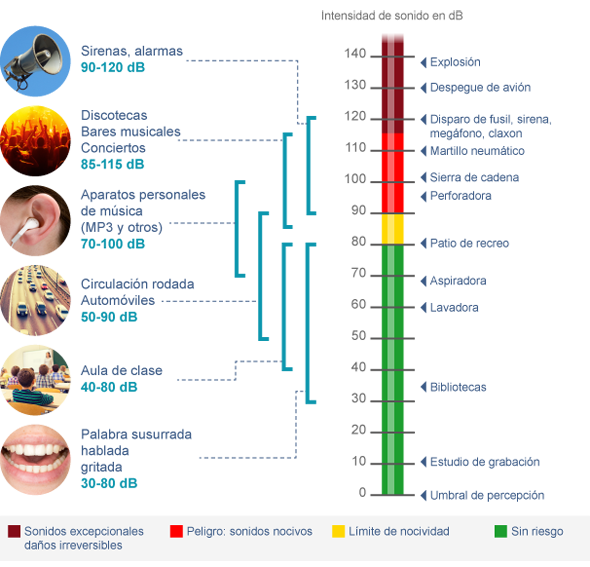 Intensidad de sonido en dB
Sirenas, alarmas
90-120 dB
Discotecas
Bares musicales
Conciertos
85-115 dB
Aparatos personales
de música
(MP3 y otros)
70-100 dB
Circulación rodada
Automóviles
50-90 dB
Aula de clase
40-80 dB
Palabra susurrada
hablada
gritada
30-80 dB
140
130
120
110
100
90
80
70
60
50
40
30
20
10
0
Explosión
Despegue de avión
Disparo de fusil, sirena,
megáfono, claxon
Martillo neumático
Sierra de cadena
Perforadora
Patio de recreo
Aspiradora
Lavadora
Bibliotecas
Estudio de grabación
Umbral de percepción
Sonidos excepcionales
daños irreversibles
Peligro: sonidos nocivos
Límite de nocividad
Sin riesgo